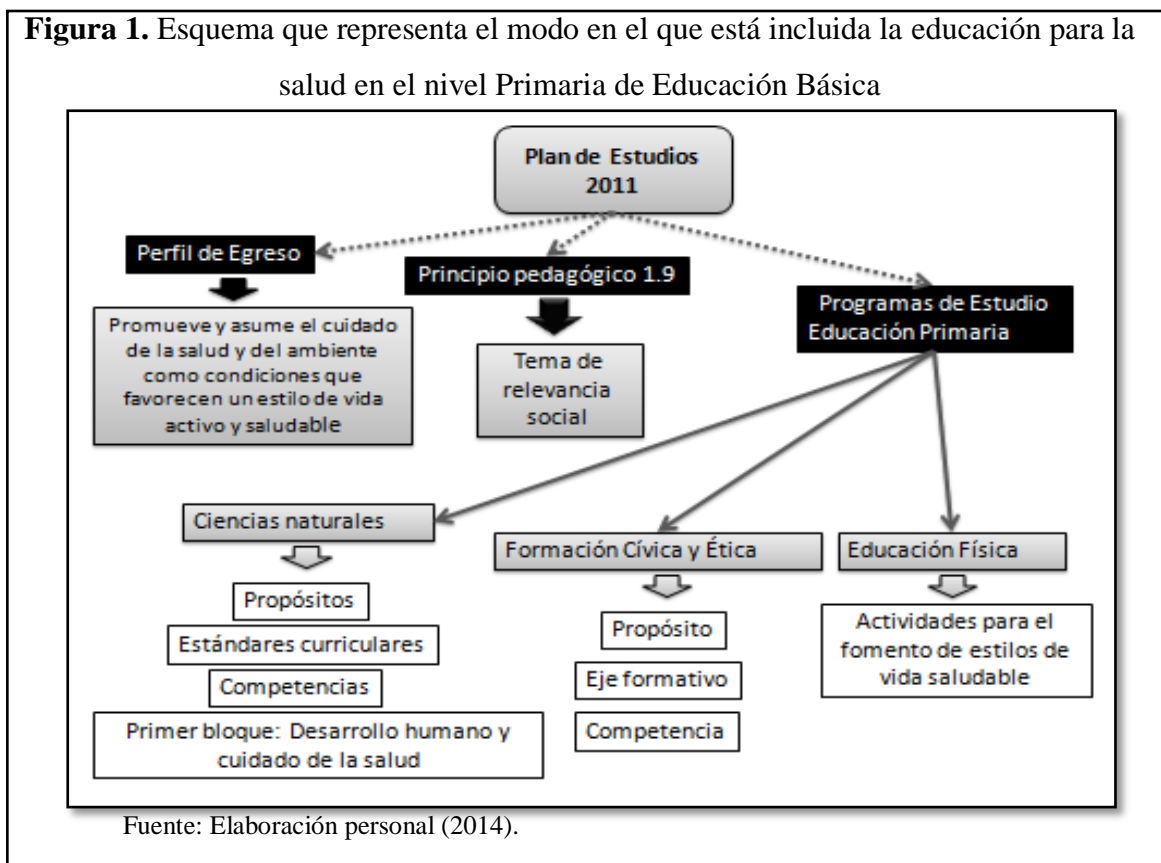 Figura 1. Esquema que representa el modo en el que está incluida la educación para la
salud en el nivel Primaria de Educación Básica
Plan de Estudios
2011
Perfil de Egreso
Principio pedagógico 1.9
Programas de Estudio
Educación Primaria
Promueve y asume el cuidado
de la salud y del ambiente
como condiciones que
favorecen un estilo de vida
activo y saludable
Tema de
relevancia
social
Ciencias naturales
Formación Cívica y Ética
Educación Física
Propósitos
Estándares curriculares
Competencias
Primer bloque: Desarrollo humano y
cuidado de la salud
Propósito
Eje formativo
Competencia
Actividades para el
fomento de estilos de
vida saludable
Fuente: Elaboración personal (2014).